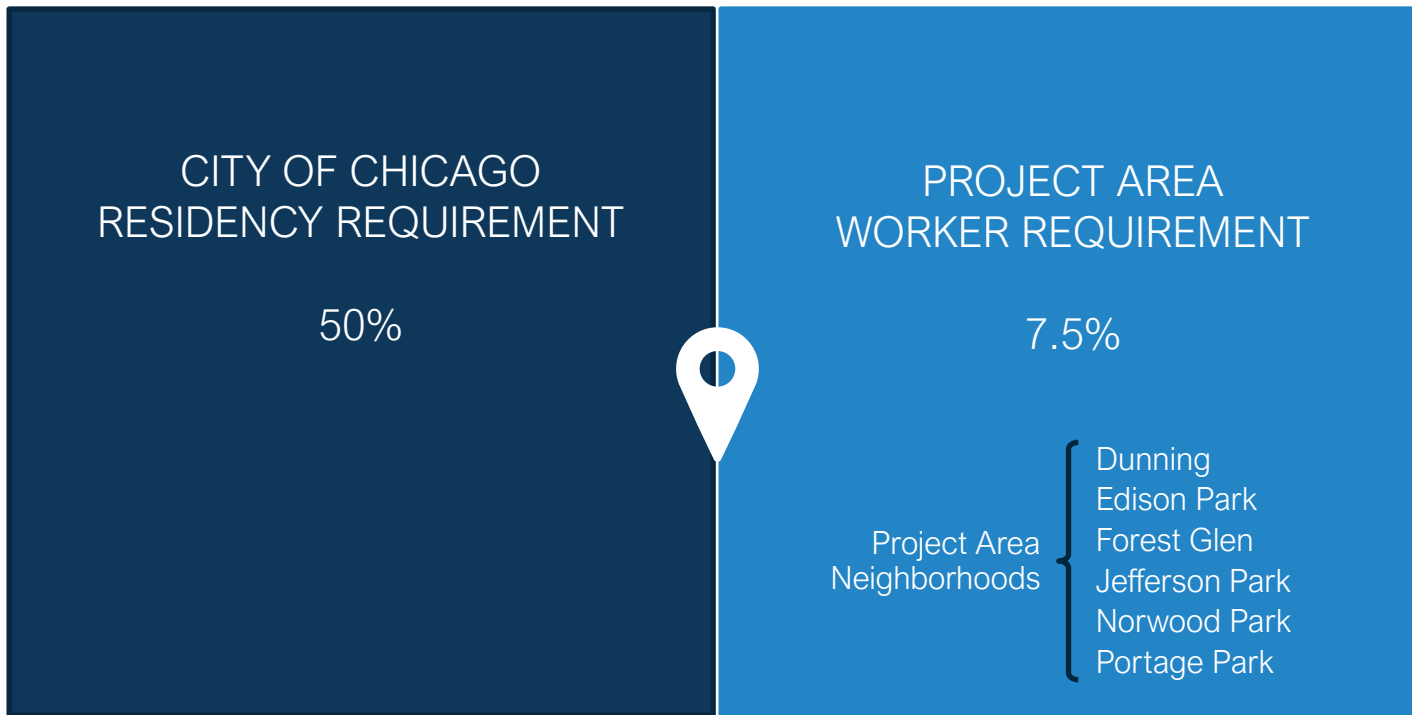 CITY OF CHICAGO
RESIDENCY REQUIREMENT
50%
PROJECT AREA
WORKER REQUIREMENT
7.5%
Project Area
Neighborhoods
Dunning
Edison Park
Forest Glen
Jefferson Park
Norwood Park
Portage Park